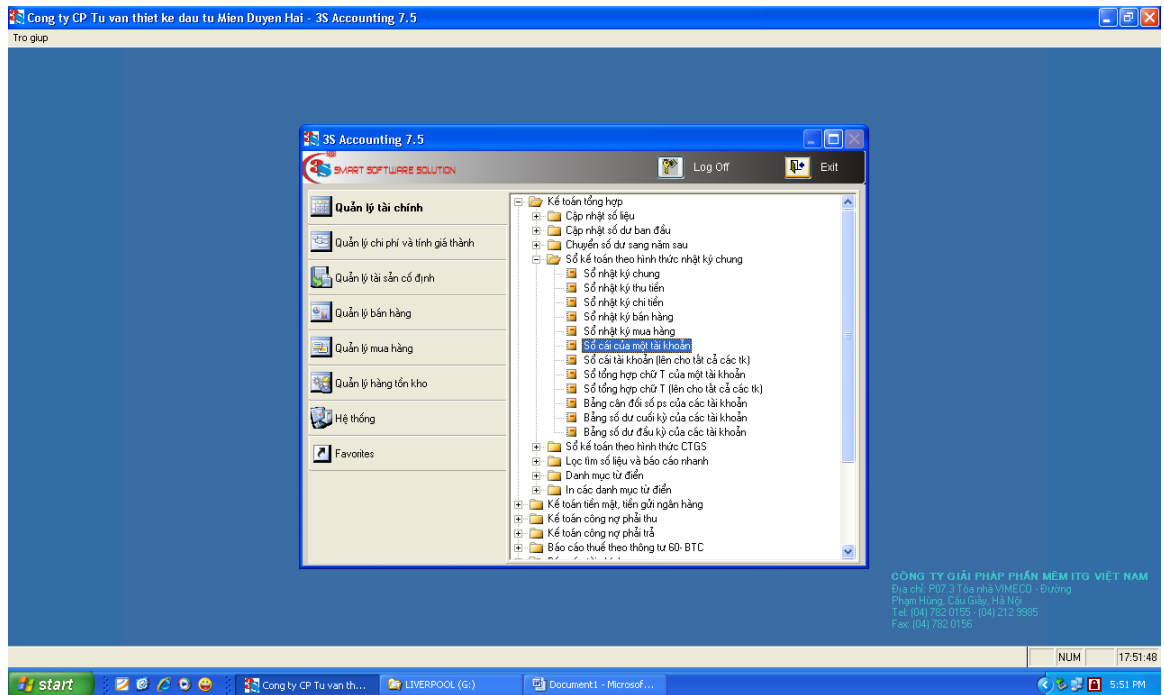 Cong ty CP Tu van thiet ke dau tu Mien Duyen Hai - 3S Accounting 7.5
Tro giup
3S Accounting 7.5
3S SMART SOFTWARE SOLUTION
Log Off
Exit
Quản lý tài chính
Quản lý chi phí và tính giá thành
Quản lý tài sản cố định
Quản lý bán hàng
Quản lý mua hàng
Quản lý hàng tồn kho
Hệ thống
Favorites
Kế toán tổng hợp
Cập nhật số liệu
Cập nhật số dư ban đầu
Chuyển số dư sang năm sau
Sổ kế toán theo hình thức nhật ký chung
Sổ nhật ký chung
Sổ nhật ký thu tiền
Sổ nhật ký chi tiền
Sổ nhật ký bán hàng
Sổ nhật ký mua hàng
Sổ cái của một tài khoản
Sổ cái tài khoản (lên cho tất cả các tk)
Sổ tổng hợp chữ T của một tài khoản
Sổ tổng hợp chữ T (lên cho tất cả các tk)
Bảng cân đối số ps của các tài khoản
Bảng số dư cuối kỳ của các tài khoản
Bảng số dư đầu kỳ của các tài khoản
Sổ kế toán theo hình thức CTGS
Lọc tìm số liệu và báo cáo nhanh
Danh mục từ điển
In các danh mục từ điển
Kế toán tiền mặt, tiền gửi ngân hàng
Kế toán công nợ phải thu
Kế toán công nợ phải trả
Báo cáo thuế theo thông tư 60- BTC
CÔNG TY GIẢI PHÁP PHẦN MỀM ITG VIỆT NAM
Địa chỉ: P07.3 Tòa nhà VIMECO - Đường
Phạm Hùng, Cầu Giấy, Hà Nội
Tel: (04) 782 0155 - (04) 212 9985
Fax: (04) 782 0156
NUM
17:51:48
start
Cong ty CP Tu van th...
LIVERPOOL (G:)
Document1 - Microsof...
5:51 PM